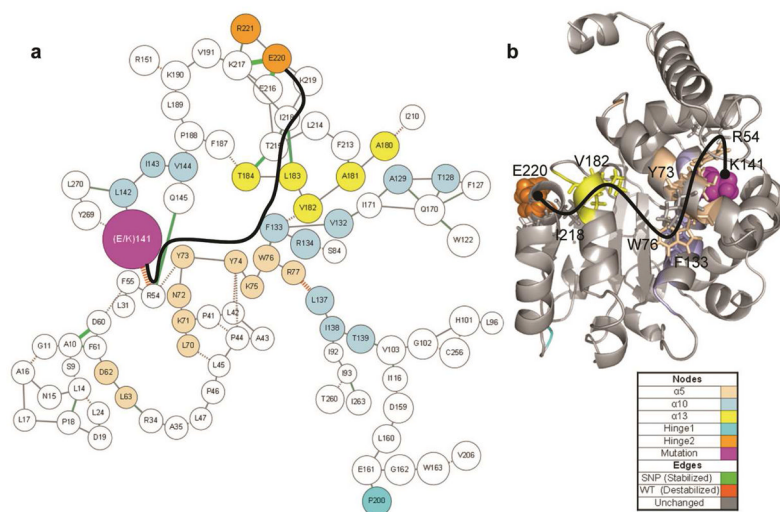 a
R221
V191
E220
R151
K217
K190
K219
E216
L189
I218
L214
I210
P188
T215
F213
A180
F187
I143
V144
T184
L183
A181
L270
L142
V182
A129
T128
F127
Q145
I171
Y269
Q170
(E/K)141
F133
V132
W122
R134
S84
Y73
Y74
W76
F55
R54
R77
L31
N72
K75
L137
D60
L42
H101
L96
K71
P41
I138
T139
G11
A10
F61
P44
A43
G102
L70
I92
V103
C256
S9
A16
D62
L45
I93
L14
I116
N15
L63
P46
T260
I263
L24
R34
L47
D159
L17
P18
A35
D19
L160
V206
E161
G162
W163
P200
b
R54
Y73
K141
E220
V182
I218
W76
F133
Nodes
α5
α10
α13
Hinge1
Hinge2
Mutation
Edges
SNP (Stabilized)
WT (Destabilized)
Unchanged